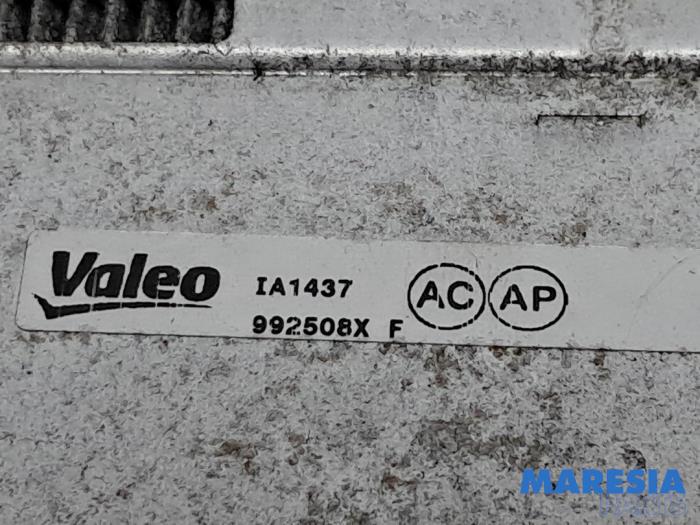 Valeo IA1437 AC AP
992508X F
MARESIA